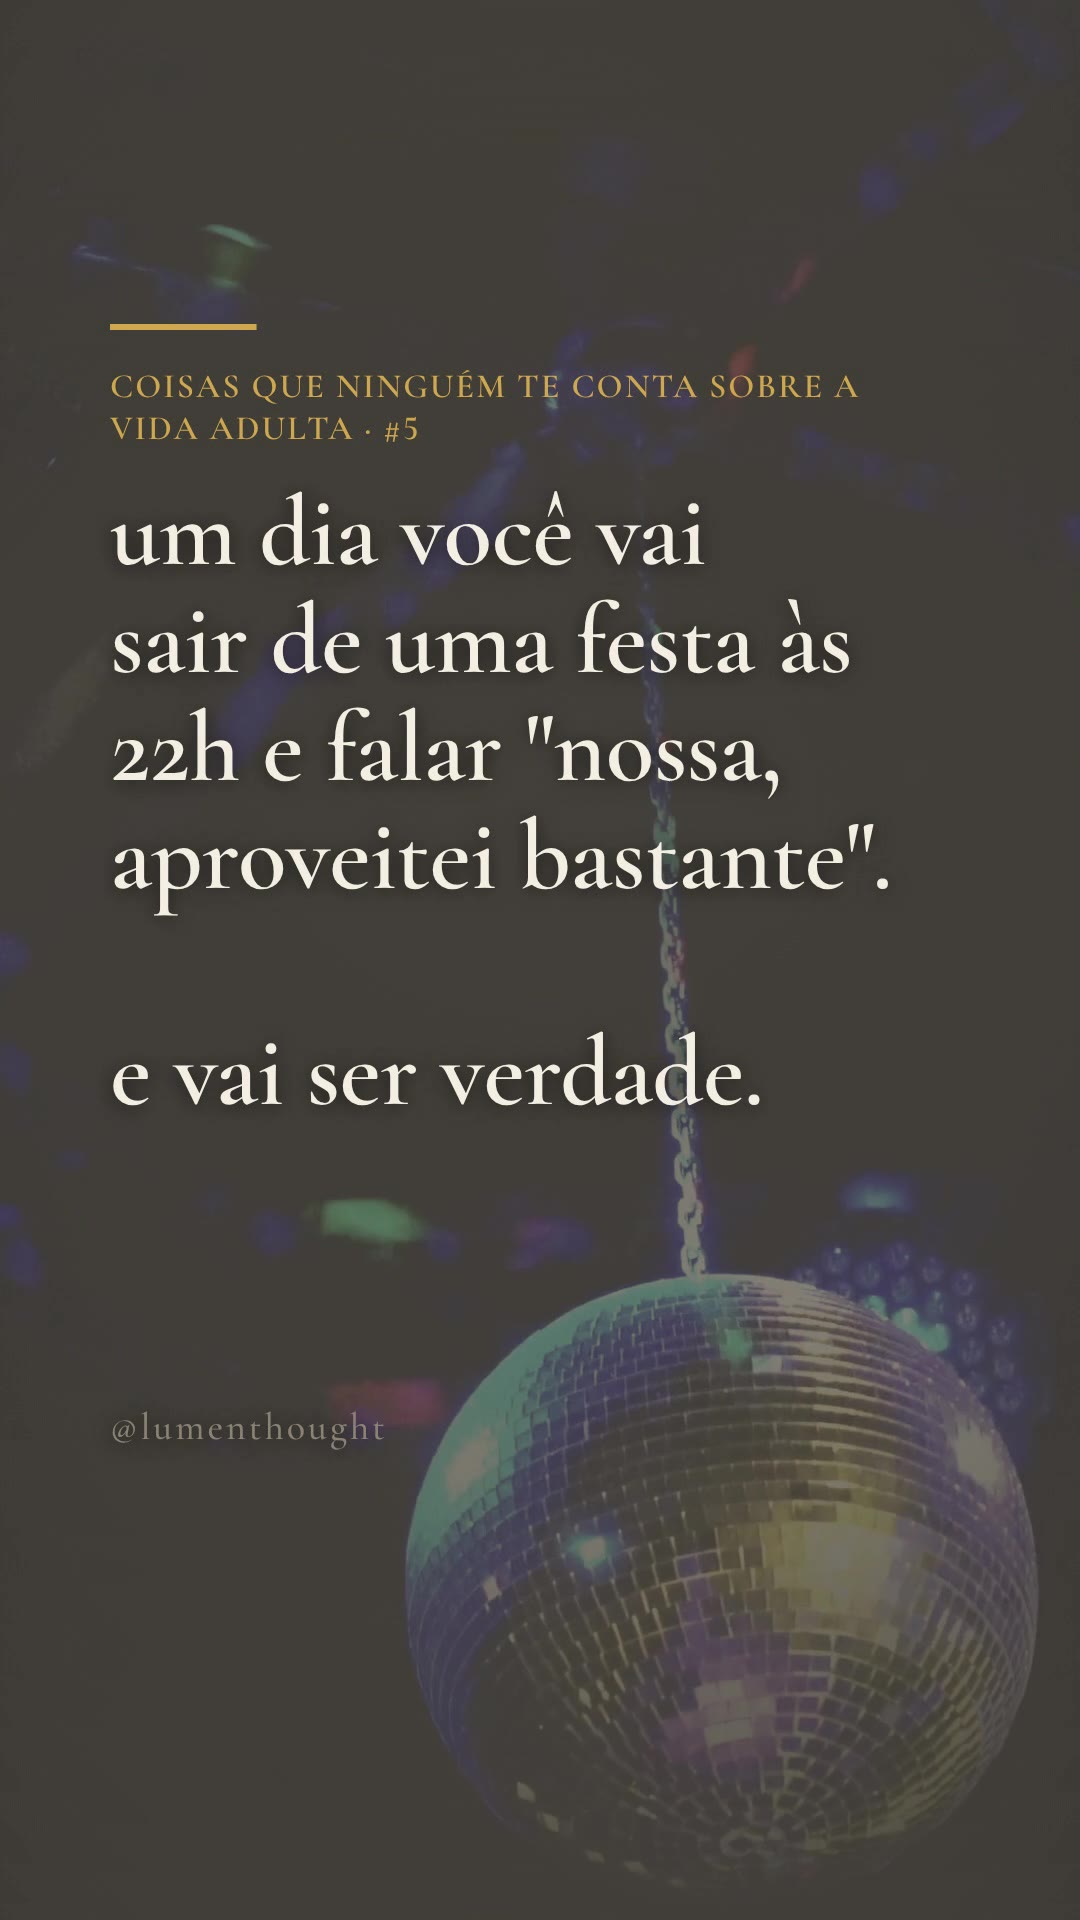 COISAS QUE NINGUÉM TE CONTA SOBRE A
VIDA ADULTA · #5
um dia você vai
sair de uma festa às
22h e falar "nossa,
aproveitei bastante".
e vai ser verdade.
@lumenthought